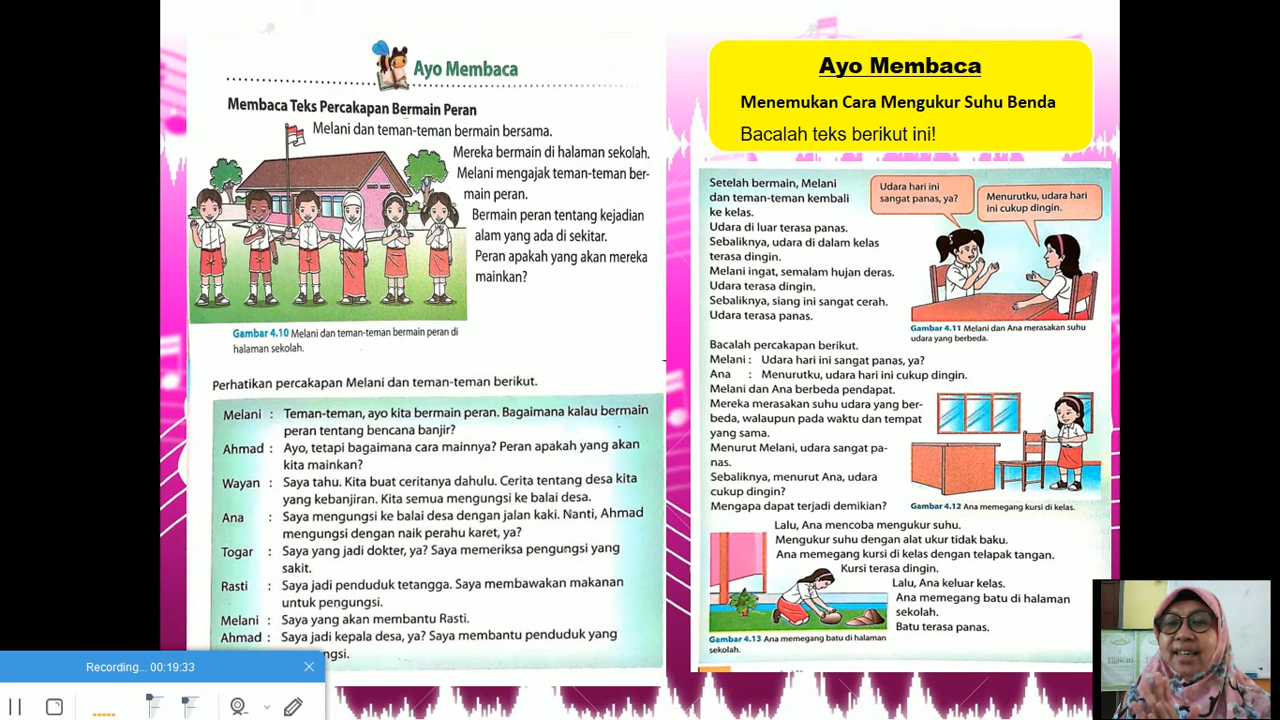 Ayo Membaca
Membaca Teks Percakapan Bermain Peran
Melani dan teman-teman bermain bersama.
Mereka bermain di halaman sekolah.
Melani mengajak teman-teman ber-
main peran.
Bermain peran tentang kejadian
alam yang ada di sekitar.
Peran apakah yang akan mereka
mainkan?
Gambar 4.10 Melani dan teman-teman bermain peran di
halaman sekolah.
Perhatikan percakapan Melani dan teman-teman berikut.
Melani : Teman-teman, ayo kita bermain peran. Bagaimana kalau bermain
peran tentang bencana banjir?
Ahmad : Ayo, tetapi bagaimana cara mainnya? Peran apakah yang akan
kita mainkan?
Wayan : Saya tahu. Kita buat ceritanya dahulu. Cerita tentang desa kita
yang kebanjiran. Kita semua mengungsi ke balai desa.
Ana : Saya mengungsi ke balai desa dengan jalan kaki. Nanti, Ahmad
mengungsi dengan naik perahu karet, ya?
Togar : Saya yang jadi dokter, ya? Saya memeriksa pengungsi yang
sakit.
Rasti : Saya jadi penduduk tetangga. Saya membawakan makanan
untuk pengungsi.
Melani : Saya yang akan membantu Rasti.
Ahmad : Saya jadi kepala desa, ya? Saya membantu penduduk yang
ngsi.
Recording... 00:19:33
Ayo Membaca
Menemukan Cara Mengukur Suhu Benda
Bacalah teks berikut ini!
Setelah bermain, Melani
dan teman-teman kembali
ke kelas.
Udara di luar terasa panas.
Sebaliknya, udara di dalam kelas
terasa dingin.
Melani ingat, semalam hujan deras.
Udara terasa dingin.
Sebaliknya, siang ini sangat cerah.
Udara terasa panas.
Udara hari ini
sangat panas, ya?
Menurutku, udara hari
ini cukup dingin.
Gambar 4.11 Melani dan Ana merasakan suhu
udara yang berbeda.
Bacalah percakapan berikut.
Melani : Udara hari ini sangat panas, ya?
Ana : Menurutku, udara hari ini cukup dingin.
Melani dan Ana berbeda pendapat.
Mereka merasakan suhu udara yang ber-
beda, walaupun pada waktu dan tempat
yang sama.
Menurut Melani, udara sangat pa-
nas.
Sebaliknya, menurut Ana, udara
cukup dingin?
Mengapa dapat terjadi demikian?
Gambar 4.12 Ana memegang kursi di kelas.
Lalu, Ana mencoba mengukur suhu.
Mengukur suhu dengan alat ukur tidak baku.
Ana memegang kursi di kelas dengan telapak tangan.
Kursi terasa dingin.
Lalu, Ana keluar kelas.
Ana memegang batu di halaman
sekolah.
Batu terasa panas.
Gambar 4.13 Ana memegang batu di halaman
sekolah.